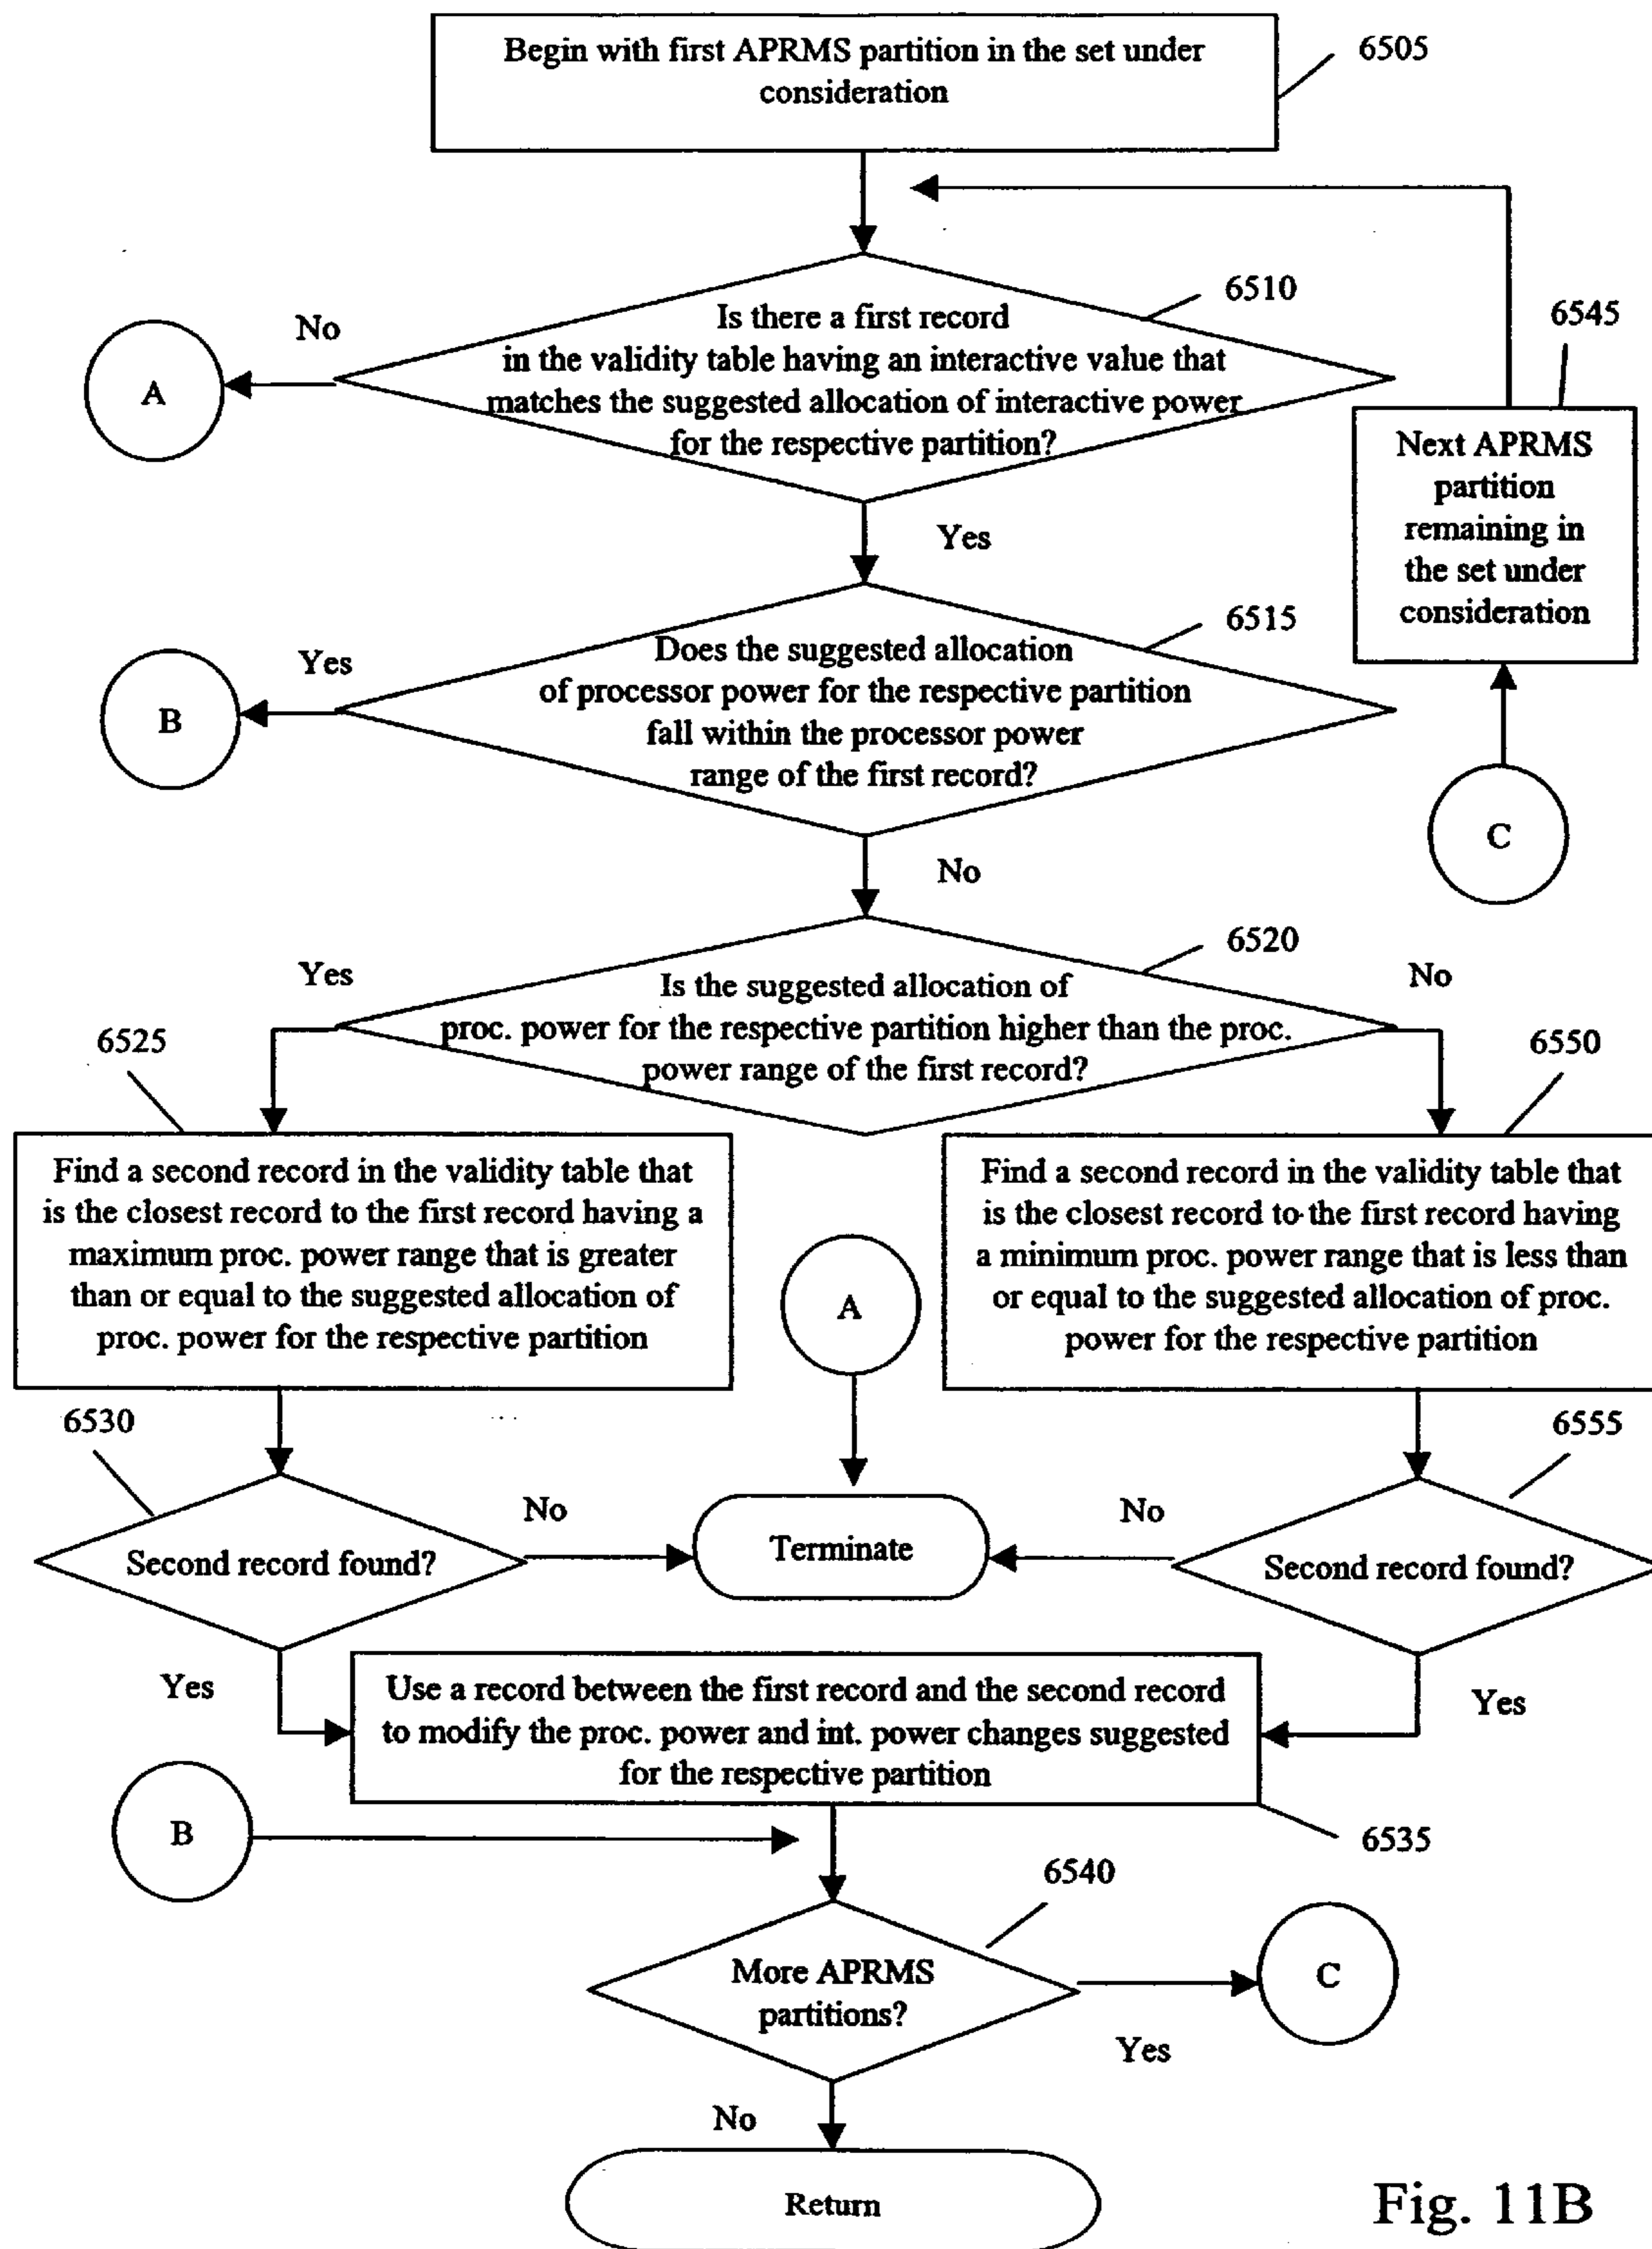 Begin with first APRMS partition in the set under
consideration
6505
6510
Is there a first record
in the validity table having an interactive value that
matches the suggested allocation of interactive power
for the respective partition?
No
A
6545
Next APRMS
partition
remaining in
the set under
consideration
Yes
6515
Does the suggested allocation
of processor power for the respective partition
fall within the processor power
range of the first record?
Yes
B
C
No
6520
Yes
Is the suggested allocation of
proc. power for the respective partition higher than the proc.
power range of the first record?
No
6525
6550
Find a second record in the validity table that
is the closest record to the first record having a
maximum proc. power range that is greater
than or equal to the suggested allocation of
proc. power for the respective partition
A
Find a second record in the validity table that
is the closest record to the first record having
a minimum proc. power range that is less than
or equal to the suggested allocation of proc.
power for the respective partition
6530
6555
Second record found?
No
Terminate
No
Second record found?
Yes
Use a record between the first record and the second record
to modify the proc. power and int. power changes suggested
for the respective partition
Yes
B
6535
6540
More APRMS
partitions?
C
Yes
No
Return
Fig. 11B